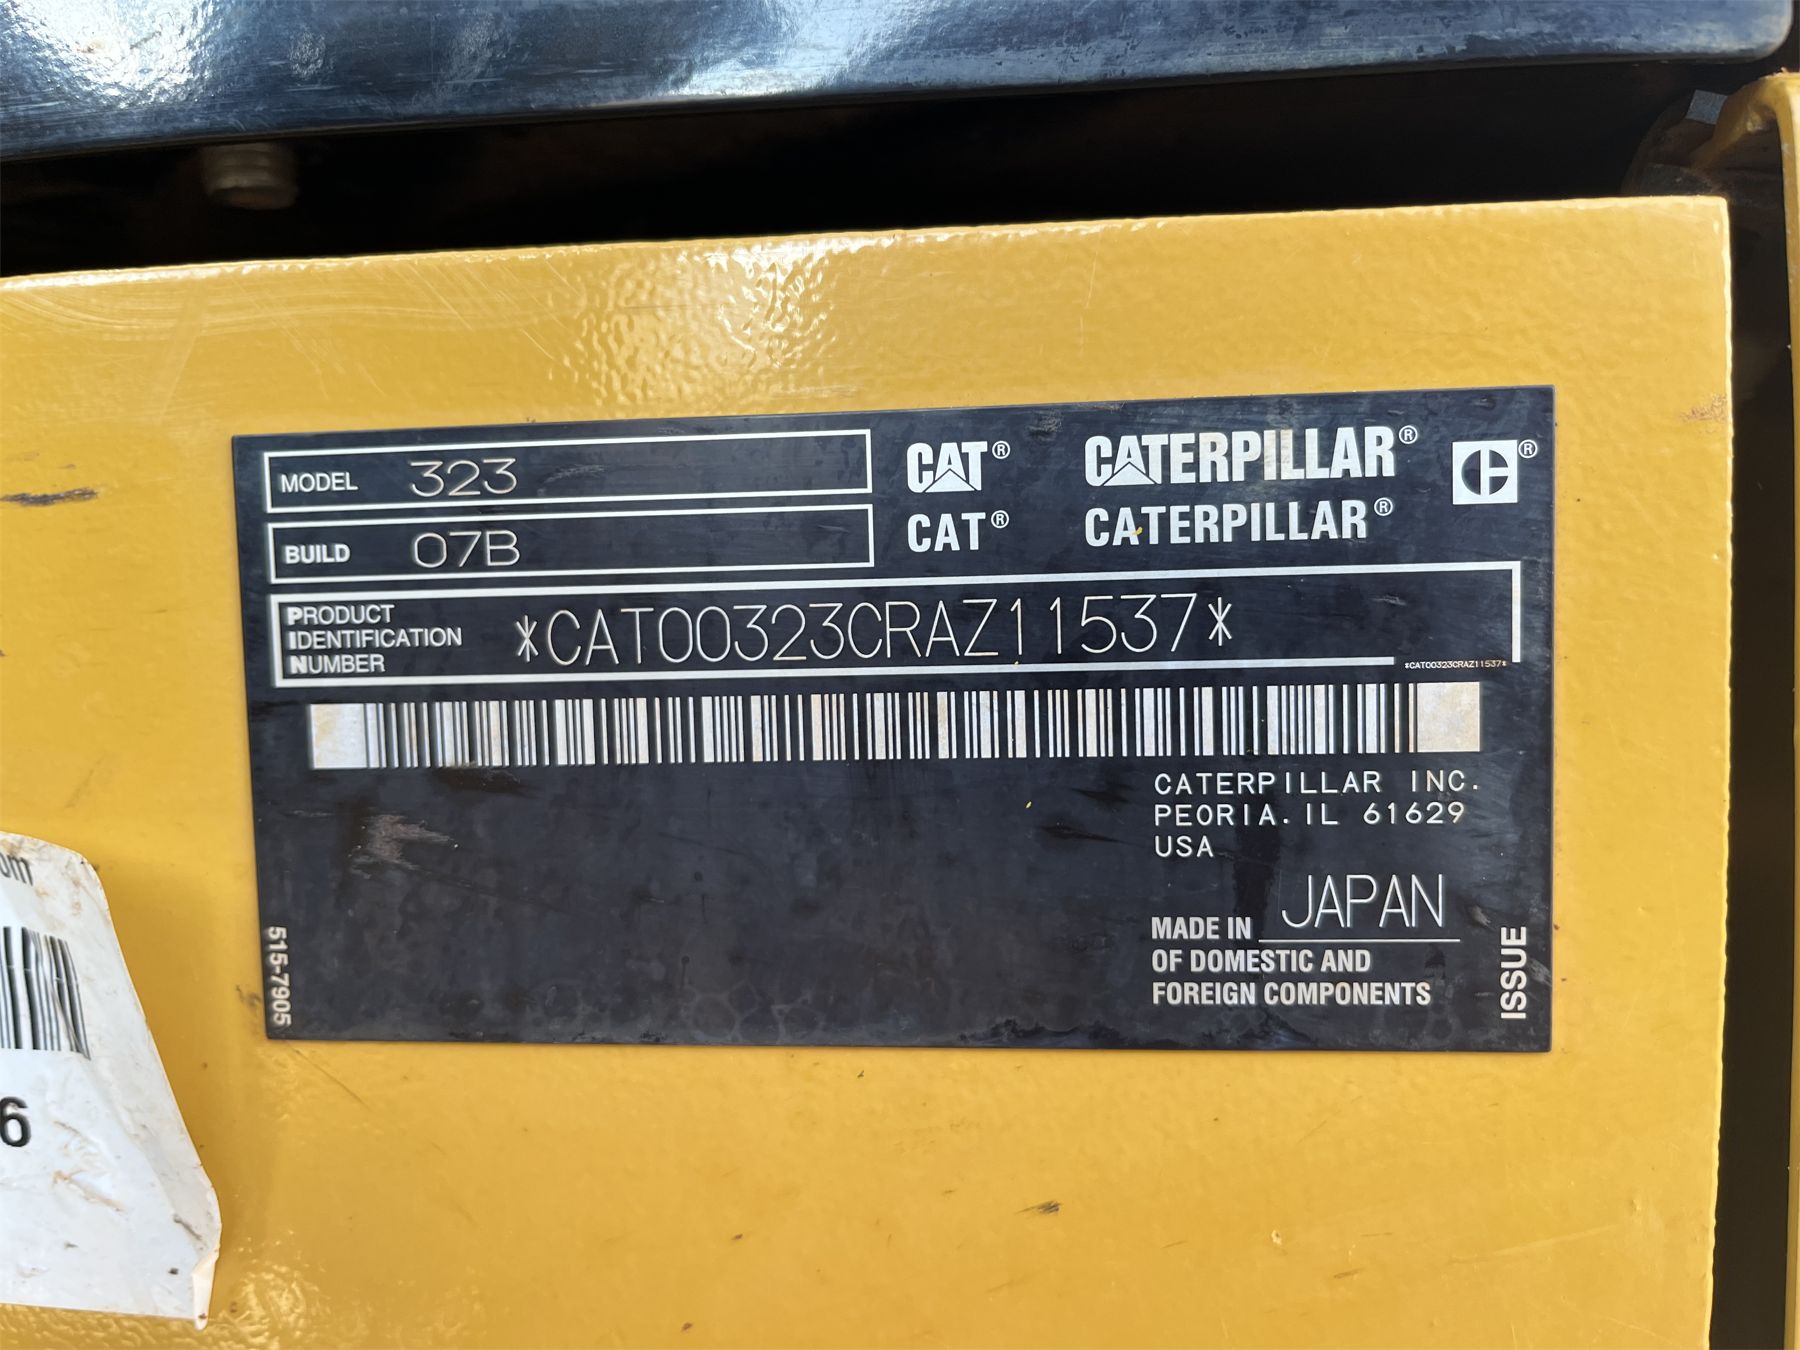 MODEL 323
BUILD 07B
CAT® CATERPILLAR® ®
CAT® CATERPILLAR®
PRODUCT
IDENTIFICATION
NUMBER
*CAT00323CRAZ11537*
*CAT00323CRAZ11537*
CATERPILLAR INC.
PEORIA. IL 61629
USA
MADE IN JAPAN
OF DOMESTIC AND
FOREIGN COMPONENTS
515-7905
ISSUE
om
6